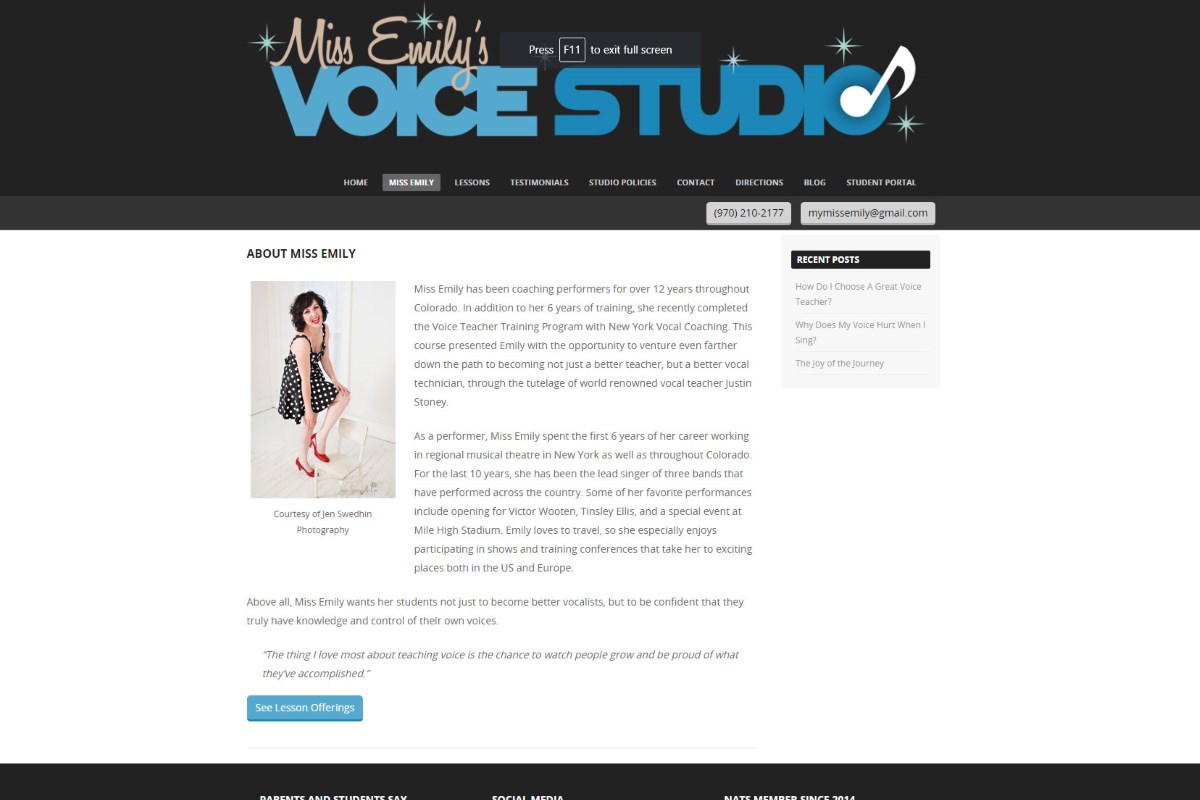 Miss Emily's
VOICE STUDIO
Press F11 to exit full screen
HOME MISS EMILY LESSONS TESTIMONIALS STUDIO POLICIES CONTACT DIRECTIONS BLOG STUDENT PORTAL
(970) 210-2177 mymissemily@gmail.com
ABOUT MISS EMILY
Miss Emily has been coaching performers for over 12 years throughout
Colorado. In addition to her 6 years of training, she recently completed
the Voice Teacher Training Program with New York Vocal Coaching. This
course presented Emily with the opportunity to venture even farther
down the path to becoming not just a better teacher, but a better vocal
technician, through the tutelage of world renowned vocal teacher Justin
Stoney.
As a performer, Miss Emily spent the first 6 years of her career working
in regional musical theatre in New York as well as throughout Colorado.
For the last 10 years, she has been the lead singer of three bands that
have performed across the country. Some of her favorite performances
include opening for Victor Wooten, Tinsley Ellis, and a special event at
Mile High Stadium. Emily loves to travel, so she especially enjoys
participating in shows and training conferences that take her to exciting
places both in the US and Europe.
Courtesy of Jen Swedhin
Photography
Above all, Miss Emily wants her students not just to become better vocalists, but to be confident that they
truly have knowledge and control of their own voices.
"The thing I love most about teaching voice is the chance to watch people grow and be proud of what
they've accomplished."
See Lesson Offerings
RECENT POSTS
How Do I Choose A Great Voice
Teacher?
Why Does My Voice Hurt When I
Sing?
The Joy of the Journey
PARENTS AND STUDENTS SAY SOCIAL MEDIA NATS MEMBER SINCE 2014